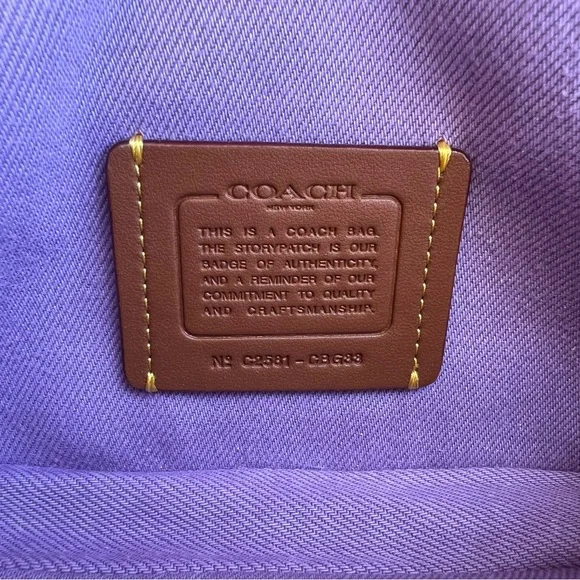 COACH
NEW YORK
THIS IS A COACH BAG.
THE STORYPATCH IS OUR
BADGE OF AUTHENTICITY,
AND A REMINDER OF OUR
COMMITMENT TO QUALITY
AND CRAFTSMANSHIP.
Nº C2581-CBG33